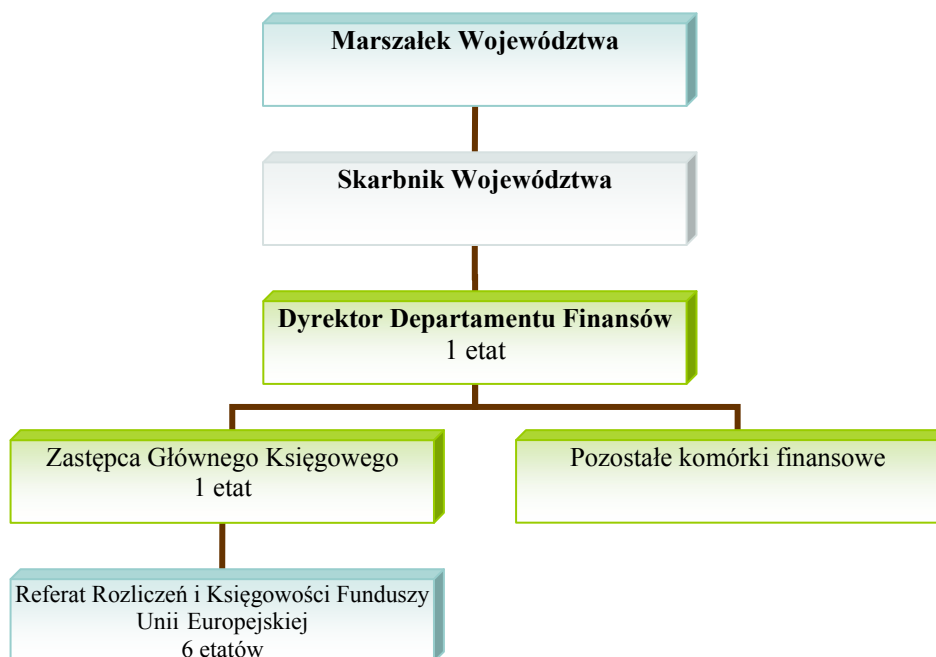 Marszałek Województwa
Skarbnik Województwa
Dyrektor Departamentu Finansów
1 etat
Zastępca Głównego Księgowego
1 etat
Pozostałe komórki finansowe
Referat Rozliczeń i Księgowości Funduszy
Unii Europejskiej
6 etatów